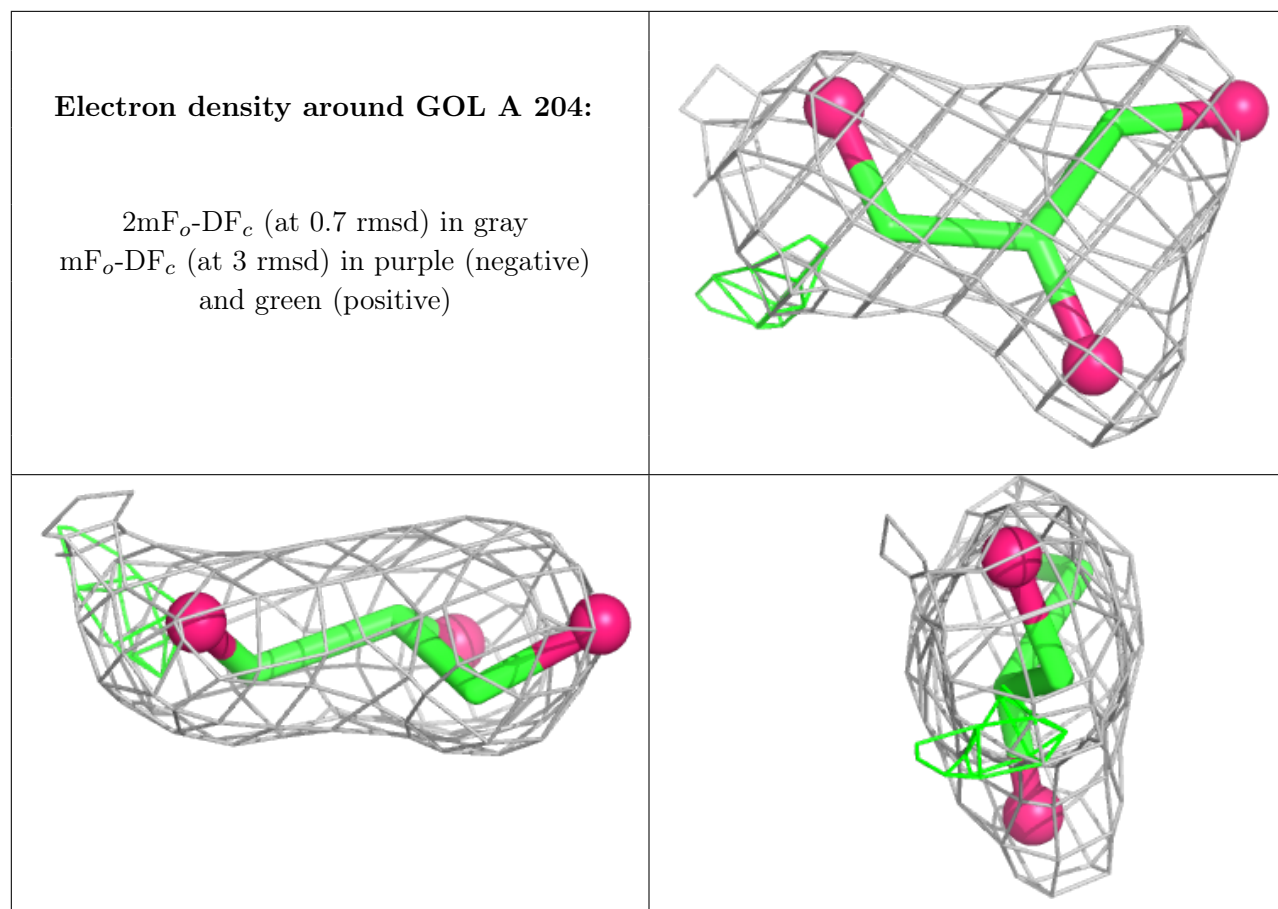 Electron density around GOL A 204:
2mFo-DFc (at 0.7 rmsd) in gray
mFo-DFc (at 3 rmsd) in purple (negative)
and green (positive)